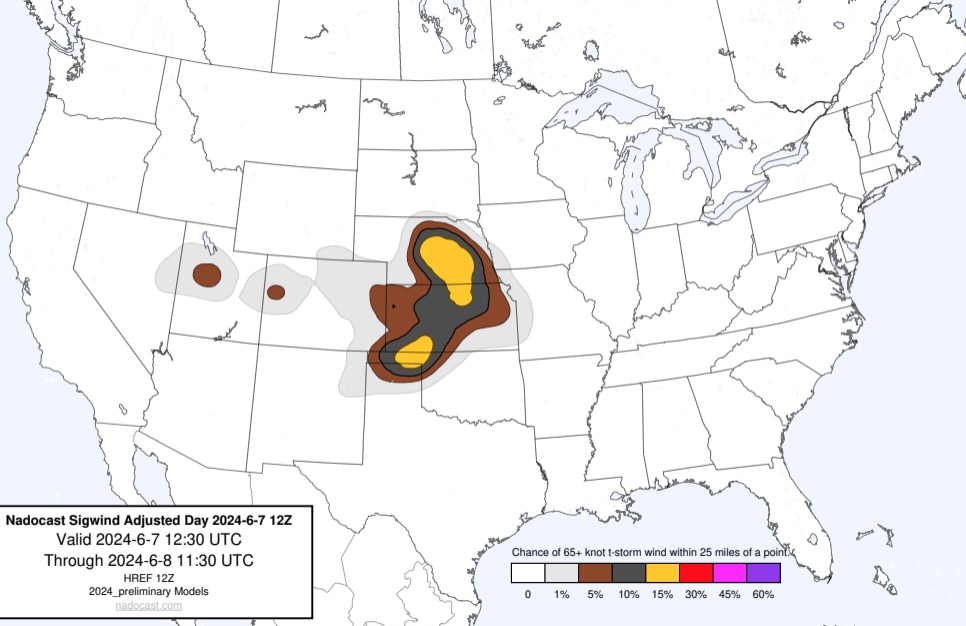 Nadocast Sigwind Adjusted Day 2024-6-7 12Z
Valid 2024-6-7 12:30 UTC
Through 2024-6-8 11:30 UTC
HREF 12Z
2024_preliminary Models
nadocast.com
Chance of 65+ knot t-storm wind within 25 miles of a point.
0 1% 5% 10% 15% 30% 45% 60%